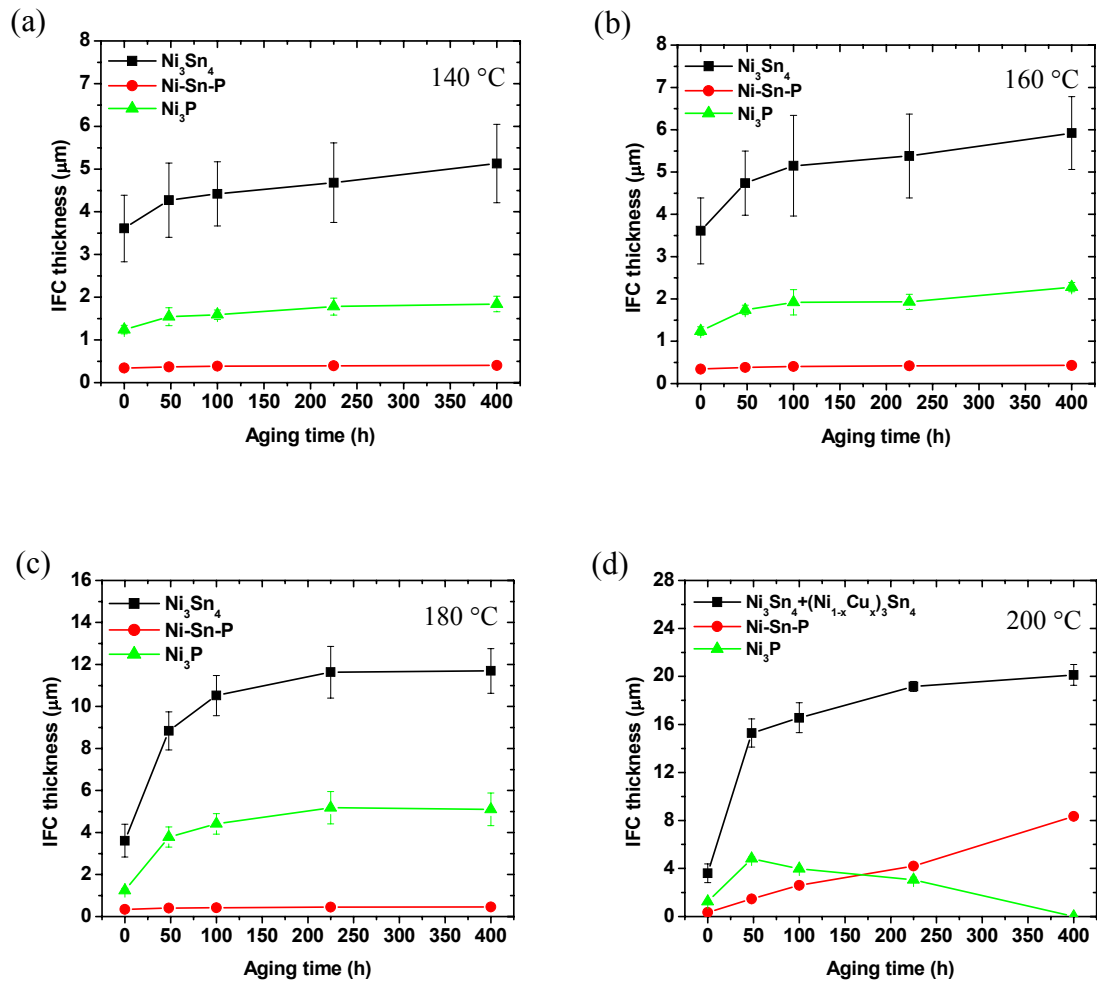 (a)
Ni₃Sn₄
Ni-Sn-P
Ni₃P
140 °C
8
7
6
5
4
3
2
1
0
IFC thickness (μm)
0 50 100 150 200 250 300 350 400
Aging time (h)
(b)
Ni₃Sn₄
Ni-Sn-P
Ni₃P
160 °C
8
7
6
5
4
3
2
1
0
IFC thickness (μm)
0 50 100 150 200 250 300 350 400
Aging time (h)
(c)
Ni₃Sn₄
Ni-Sn-P
Ni₃P
180 °C
16
14
12
10
8
6
4
2
0
IFC thickness (μm)
0 50 100 150 200 250 300 350 400
Aging time (h)
(d)
Ni₃Sn₄+(Ni₁₋ₓCuₓ)₃Sn₄
Ni-Sn-P
Ni₃P
200 °C
28
24
20
16
12
8
4
0
IFC thickness (μm)
0 50 100 150 200 250 300 350 400
Aging time (h)